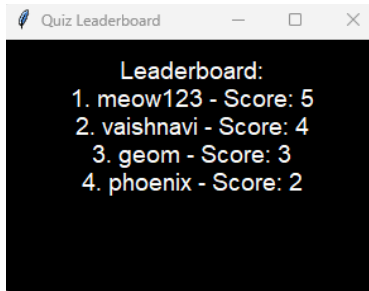 Quiz Leaderboard
Leaderboard:
1. meow123 - Score: 5
2. vaishnavi - Score: 4
3. geom - Score: 3
4. phoenix - Score: 2